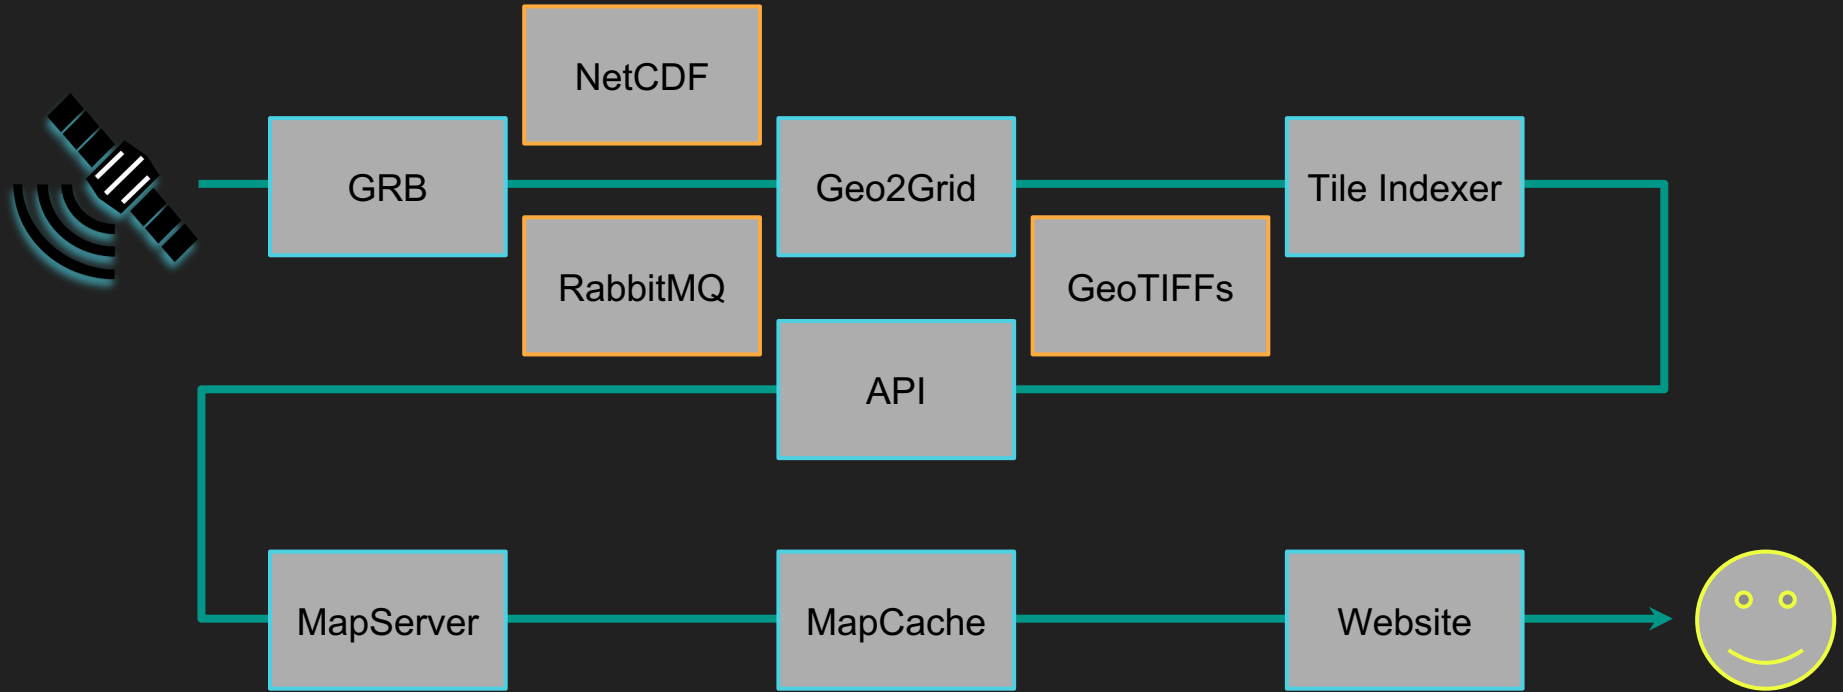 NetCDF
GRB
Geo2Grid
Tile Indexer
RabbitMQ
GeoTIFFs
API
MapServer
MapCache
Website